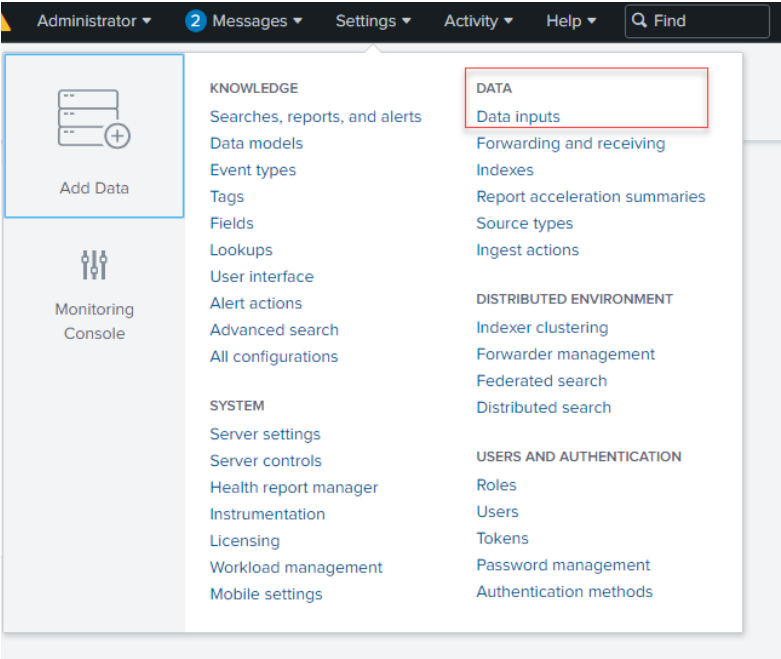 Administrator ▾ 2 Messages ▾ Settings ▾ Activity ▾ Help ▾ Find
Add Data
Monitoring
Console
KNOWLEDGE
Searches, reports, and alerts
Data models
Event types
Tags
Fields
Lookups
User interface
Alert actions
Advanced search
All configurations
SYSTEM
Server settings
Server controls
Health report manager
Instrumentation
Licensing
Workload management
Mobile settings
DATA
Data inputs
Forwarding and receiving
Indexes
Report acceleration summaries
Source types
Ingest actions
DISTRIBUTED ENVIRONMENT
Indexer clustering
Forwarder management
Federated search
Distributed search
USERS AND AUTHENTICATION
Roles
Users
Tokens
Password management
Authentication methods